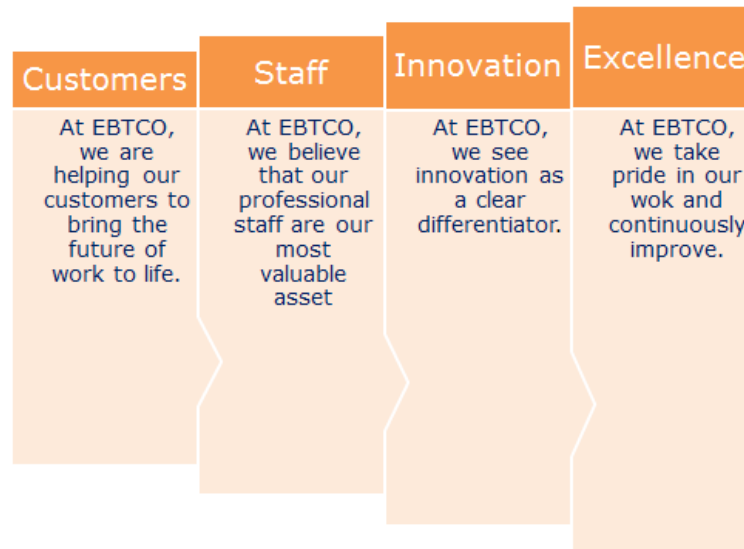 Customers
At EBTCO,
we are
helping our
customers to
bring the
future of
work to life.
Staff
At EBTCO,
we believe
that our
professional
staff are our
most
valuable
asset
Innovation
At EBTCO,
we see
innovation as
a clear
differentiator.
Excellence
At EBTCO,
we take
pride in our
wok and
continuously
improve.